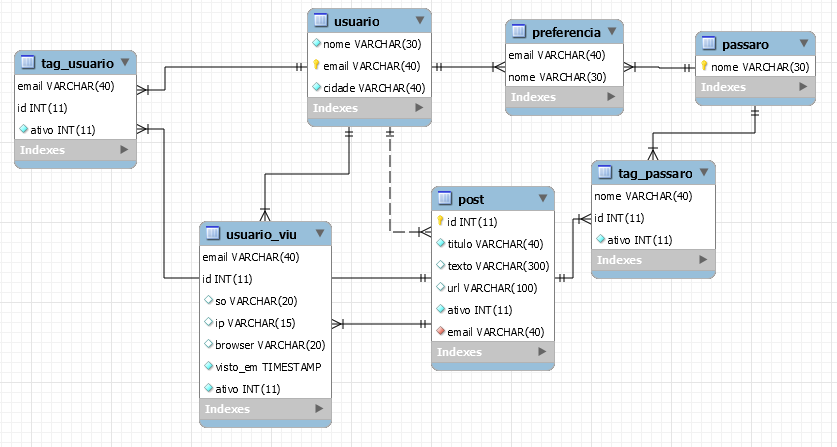 usuario
nome VARCHAR(30)
email VARCHAR(40)
cidade VARCHAR(40)
Indexes
preferencia
email VARCHAR(40)
nome VARCHAR(30)
Indexes
passaro
nome VARCHAR(30)
Indexes
tag_usuario
email VARCHAR(40)
id INT(11)
ativo INT(11)
Indexes
tag_passaro
nome VARCHAR(40)
id INT(11)
ativo INT(11)
Indexes
post
id INT(11)
titulo VARCHAR(40)
texto VARCHAR(300)
url VARCHAR(100)
ativo INT(11)
email VARCHAR(40)
Indexes
usuario_viu
email VARCHAR(40)
id INT(11)
so VARCHAR(20)
ip VARCHAR(15)
browser VARCHAR(20)
visto_em TIMESTAMP
ativo INT(11)
Indexes